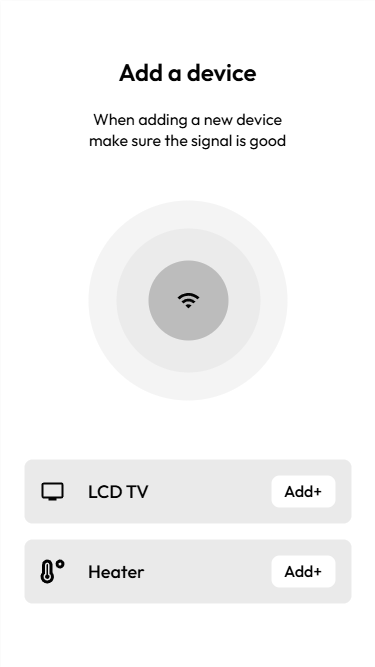 Add a device
When adding a new device
make sure the signal is good
LCD TV
Add+
Heater
Add+